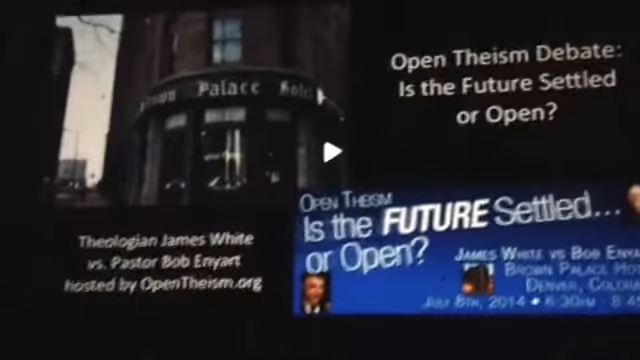 Palace Hotel
Open Theism Debate:
Is the Future Settled
or Open?
Theologian James White
vs. Pastor Bob Enyart
hosted by OpenTheism.org
OPEN THEISM
Is the FUTURE Settled...
or Open?
JAMES WHITE VS BOB
BROWN PALACE
DENVER,
JULY 8TH, 2014 • 6:30PM